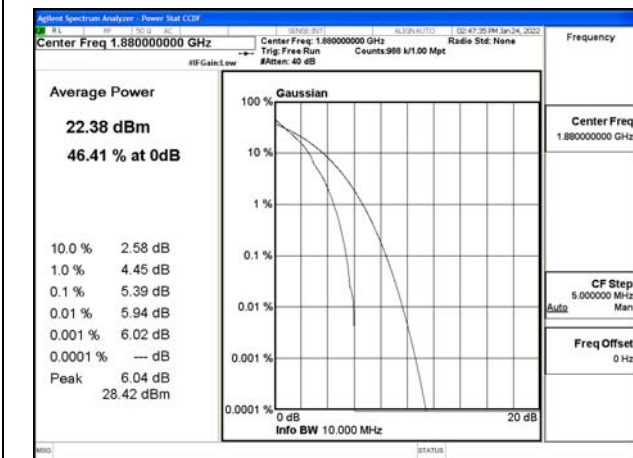 Agilent Spectrum Analyzer - Power Stat CCDF
RL RF 50 Ω AC SENSE:INT ALIGN AUTO 02:47:35 PM Jan 24, 2022
Center Freq 1.880000000 GHz
Center Freq: 1.880000000 GHz Radio Std: None
Trig: Free Run Counts:988 k/1.00 Mpt
#IFGain:Low #Atten: 40 dB
Frequency
Average Power
22.38 dBm
46.41 % at 0dB
10.0 % 2.58 dB
1.0 % 4.45 dB
0.1 % 5.39 dB
0.01 % 5.94 dB
0.001 % 6.02 dB
0.0001 % --- dB
Peak 6.04 dB
28.42 dBm
Gaussian
100 %
10 %
1 %
0.1 %
0.01 %
0.001 %
0.0001 %
0 dB 20 dB
Info BW 10.000 MHz
Center Freq
1.880000000 GHz
CF Step
5.000000 MHz
Auto Man
Freq Offset
0 Hz
MSG STATUS